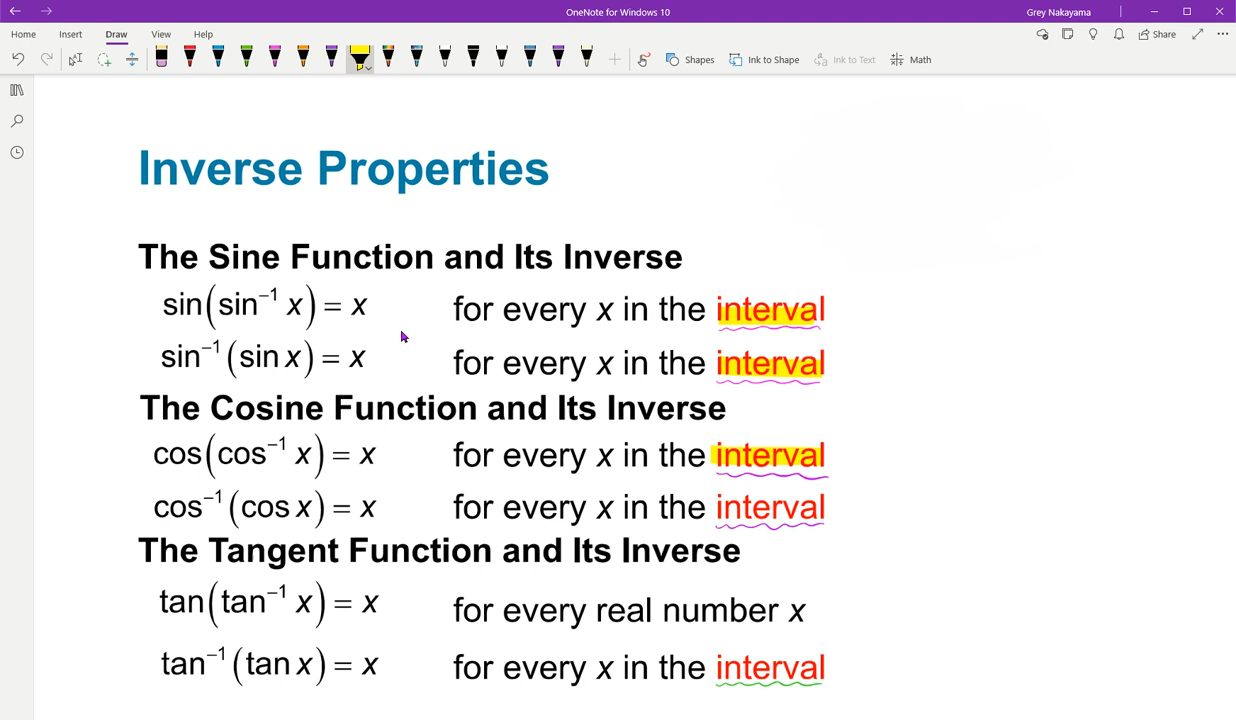 OneNote for Windows 10
Grey Nakayama
Home Insert Draw View Help
Share
Shapes Ink to Shape Ink to Text Math
Inverse Properties
The Sine Function and Its Inverse
sin(sin⁻¹ x) = x for every x in the interval
sin⁻¹(sin x) = x for every x in the interval
The Cosine Function and Its Inverse
cos(cos⁻¹ x) = x for every x in the interval
cos⁻¹(cos x) = x for every x in the interval
The Tangent Function and Its Inverse
tan(tan⁻¹ x) = x for every real number x
tan⁻¹(tan x) = x for every x in the interval